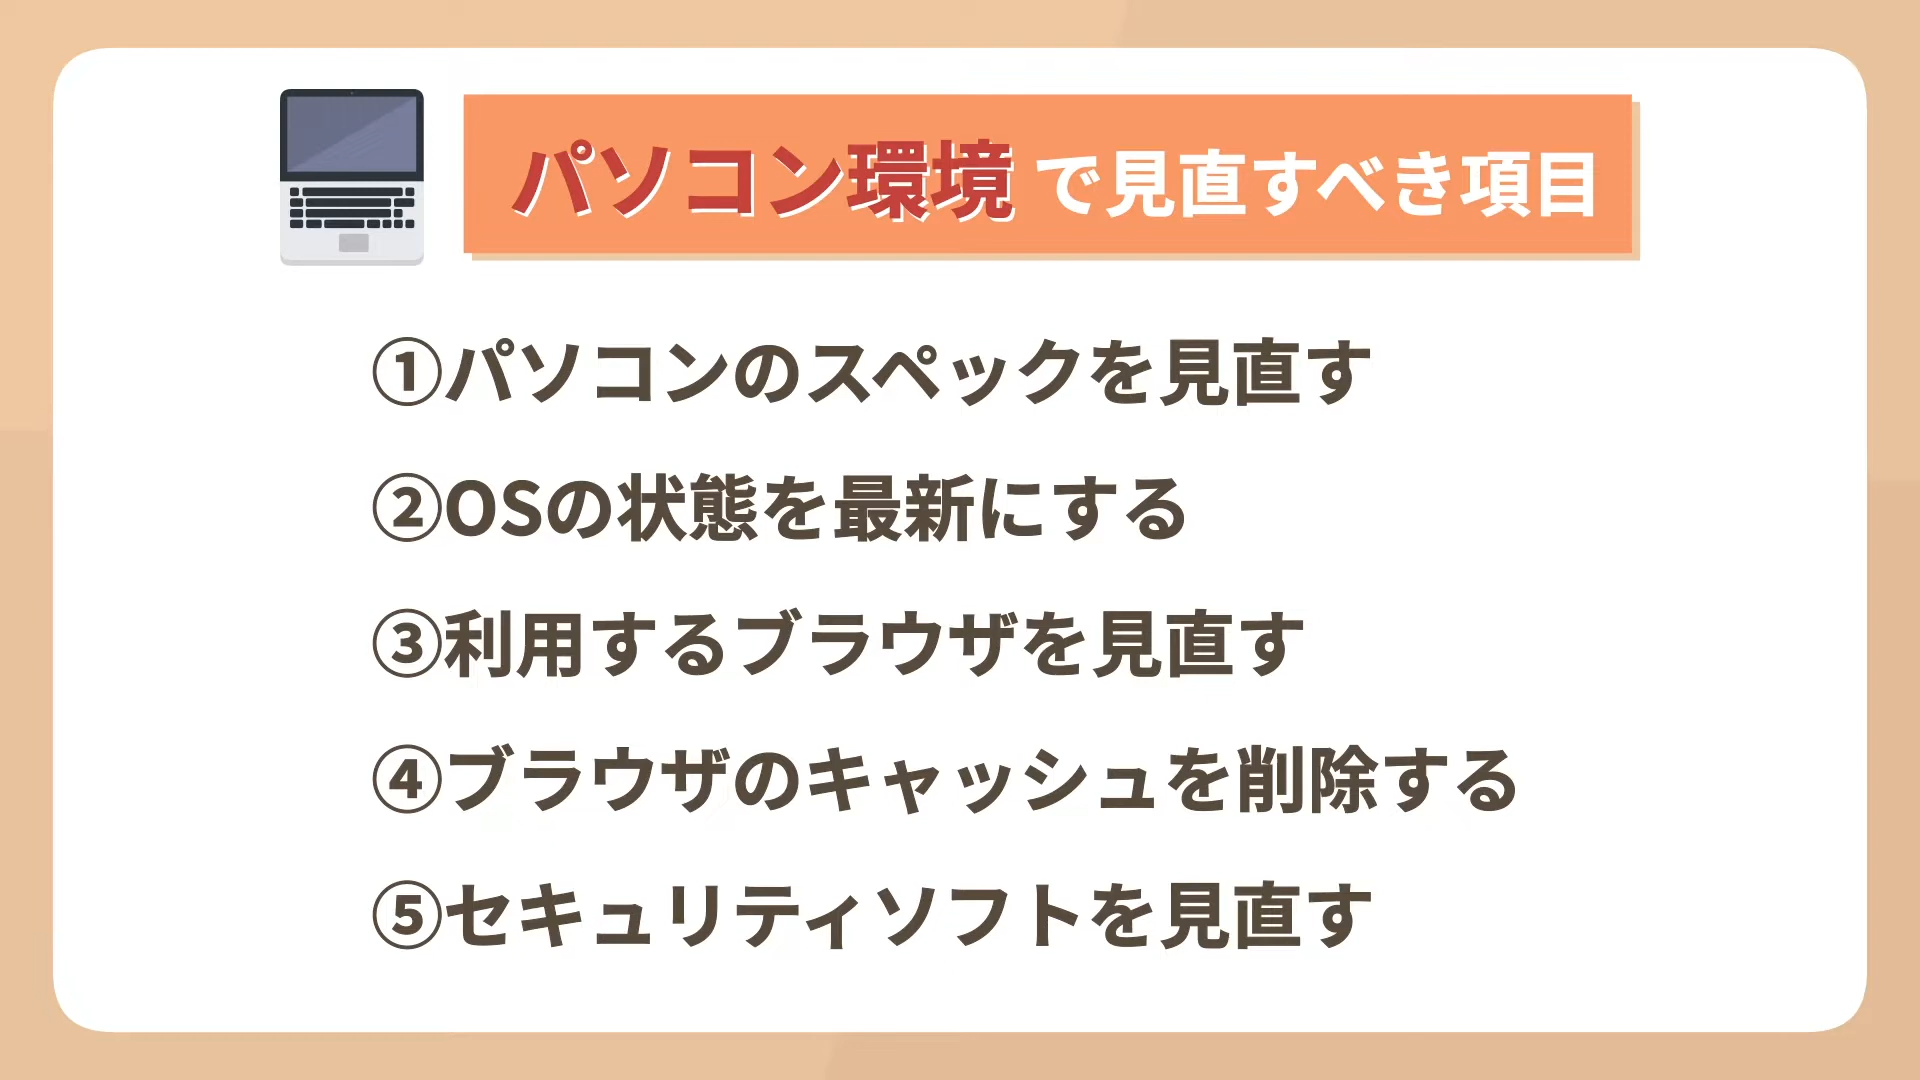 パソコン環境で見直すべき項目
①パソコンのスペックを見直す
②OSの状態を最新にする
③利用するブラウザを見直す
④ブラウザのキャッシュを削除する
⑤セキュリティソフトを見直す